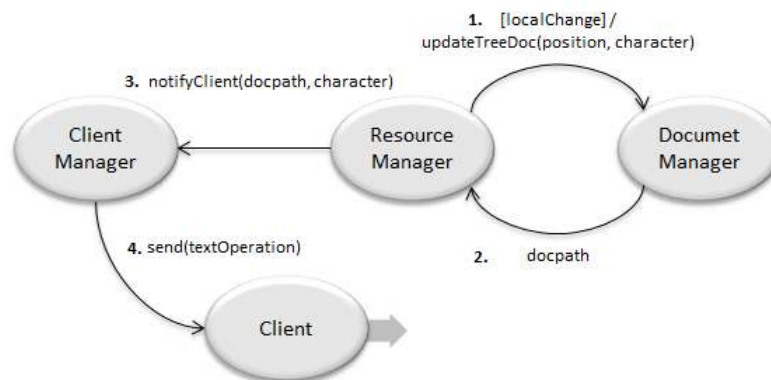 1. [localChange] /
updateTreeDoc(position, character)
3. notifyClient(docpath, character)
Client
Manager
Resource
Manager
Documet
Manager
4. send(textOperation)
2. docpath
Client